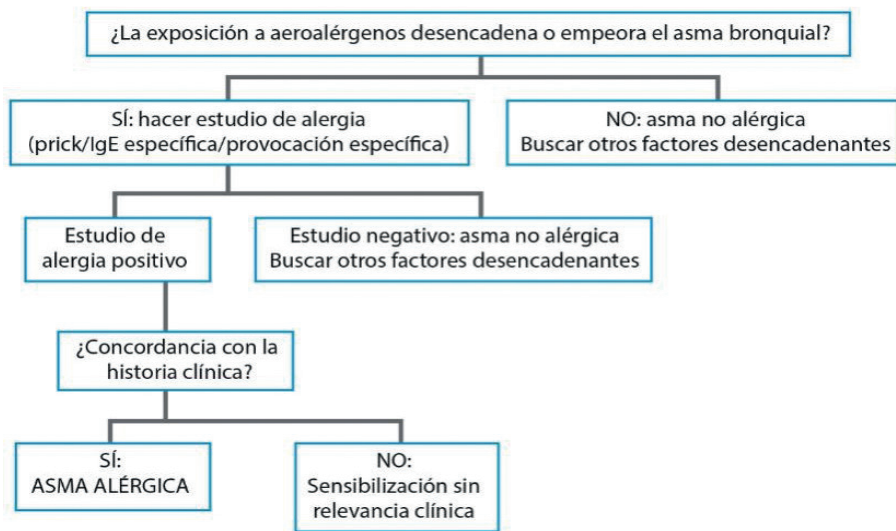 ¿La exposición a aeroalérgenos desencadena o empeora el asma bronquial?
SÍ: hacer estudio de alergia
(prick/IgE específica/provocación específica)
NO: asma no alérgica
Buscar otros factores desencadenantes
Estudio de
alergia positivo
Estudio negativo: asma no alérgica
Buscar otros factores desencadenantes
¿Concordancia con la
historia clínica?
SÍ:
ASMA ALÉRGICA
NO:
Sensibilización sin
relevancia clínica